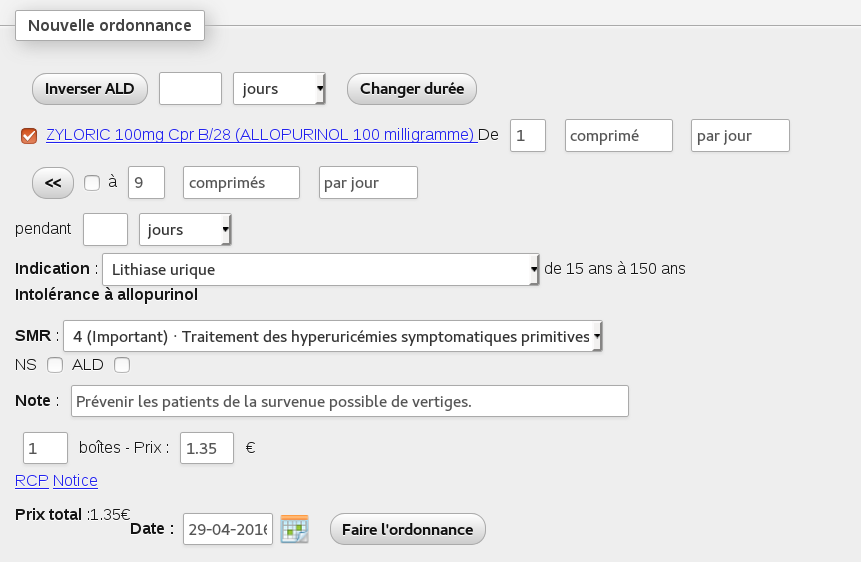 Nouvelle ordonnance
Inverser ALD jours Changer durée
ZYLORIC 100mg Cpr B/28 (ALLOPURINOL 100 milligramme) De 1 comprimé par jour
<< à 9 comprimés par jour
pendant jours
Indication : Lithiase urique de 15 ans à 150 ans
Intolérance à allopurinol
SMR : 4 (Important) · Traitement des hyperuricémies symptomatiques primitives
NS ALD
Note : Prévenir les patients de la survenue possible de vertiges.
1 boîtes - Prix : 1.35 €
RCP Notice
Prix total :1.35€
Date : 29-04-2016 Faire l'ordonnance